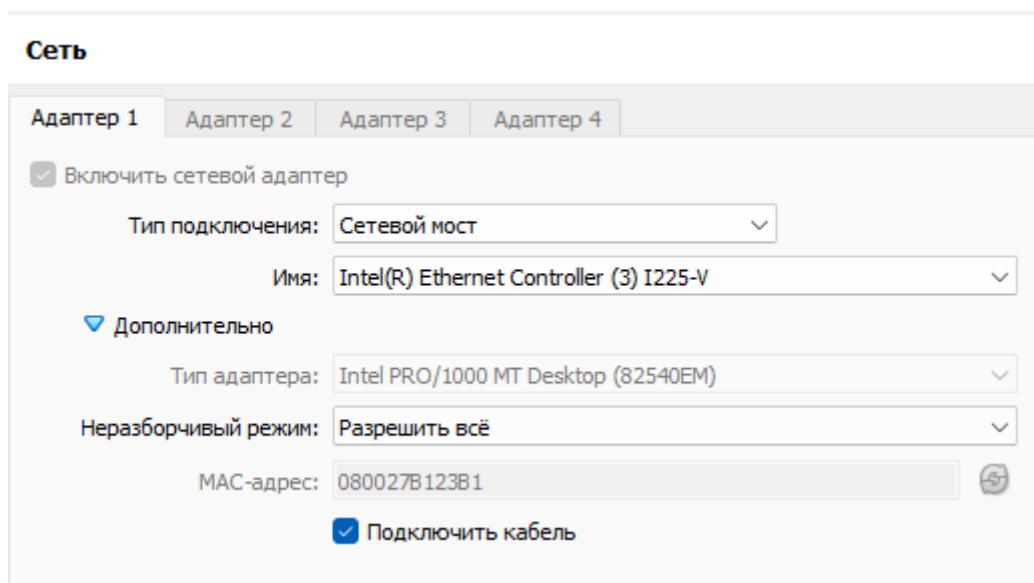 Сеть
Адаптер 1 Адаптер 2 Адаптер 3 Адаптер 4
Включить сетевой адаптер
Тип подключения: Сетевой мост
Имя: Intel(R) Ethernet Controller (3) I225-V
Дополнительно
Тип адаптера: Intel PRO/1000 MT Desktop (82540EM)
Неразборчивый режим: Разрешить всё
MAC-адрес: 080027B123B1
Подключить кабель